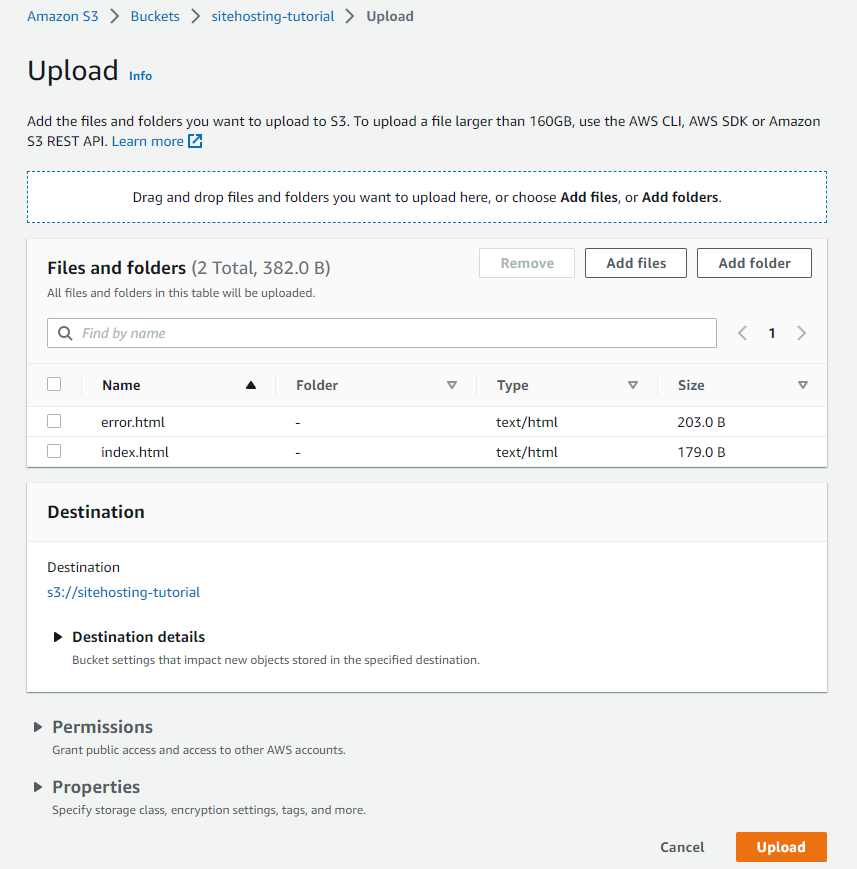 Amazon S3 > Buckets > sitehosting-tutorial > Upload
Upload Info
Add the files and folders you want to upload to S3. To upload a file larger than 160GB, use the AWS CLI, AWS SDK or Amazon
S3 REST API. Learn more
Drag and drop files and folders you want to upload here, or choose Add files, or Add folders.
Files and folders (2 Total, 382.0 B)
Remove
Add files
Add folder
All files and folders in this table will be uploaded.
Find by name
1
Name Folder Type Size
error.html - text/html 203.0 B
index.html - text/html 179.0 B
Destination
Destination
s3://sitehosting-tutorial
Destination details
Bucket settings that impact new objects stored in the specified destination.
Permissions
Grant public access and access to other AWS accounts.
Properties
Specify storage class, encryption settings, tags, and more.
Cancel
Upload